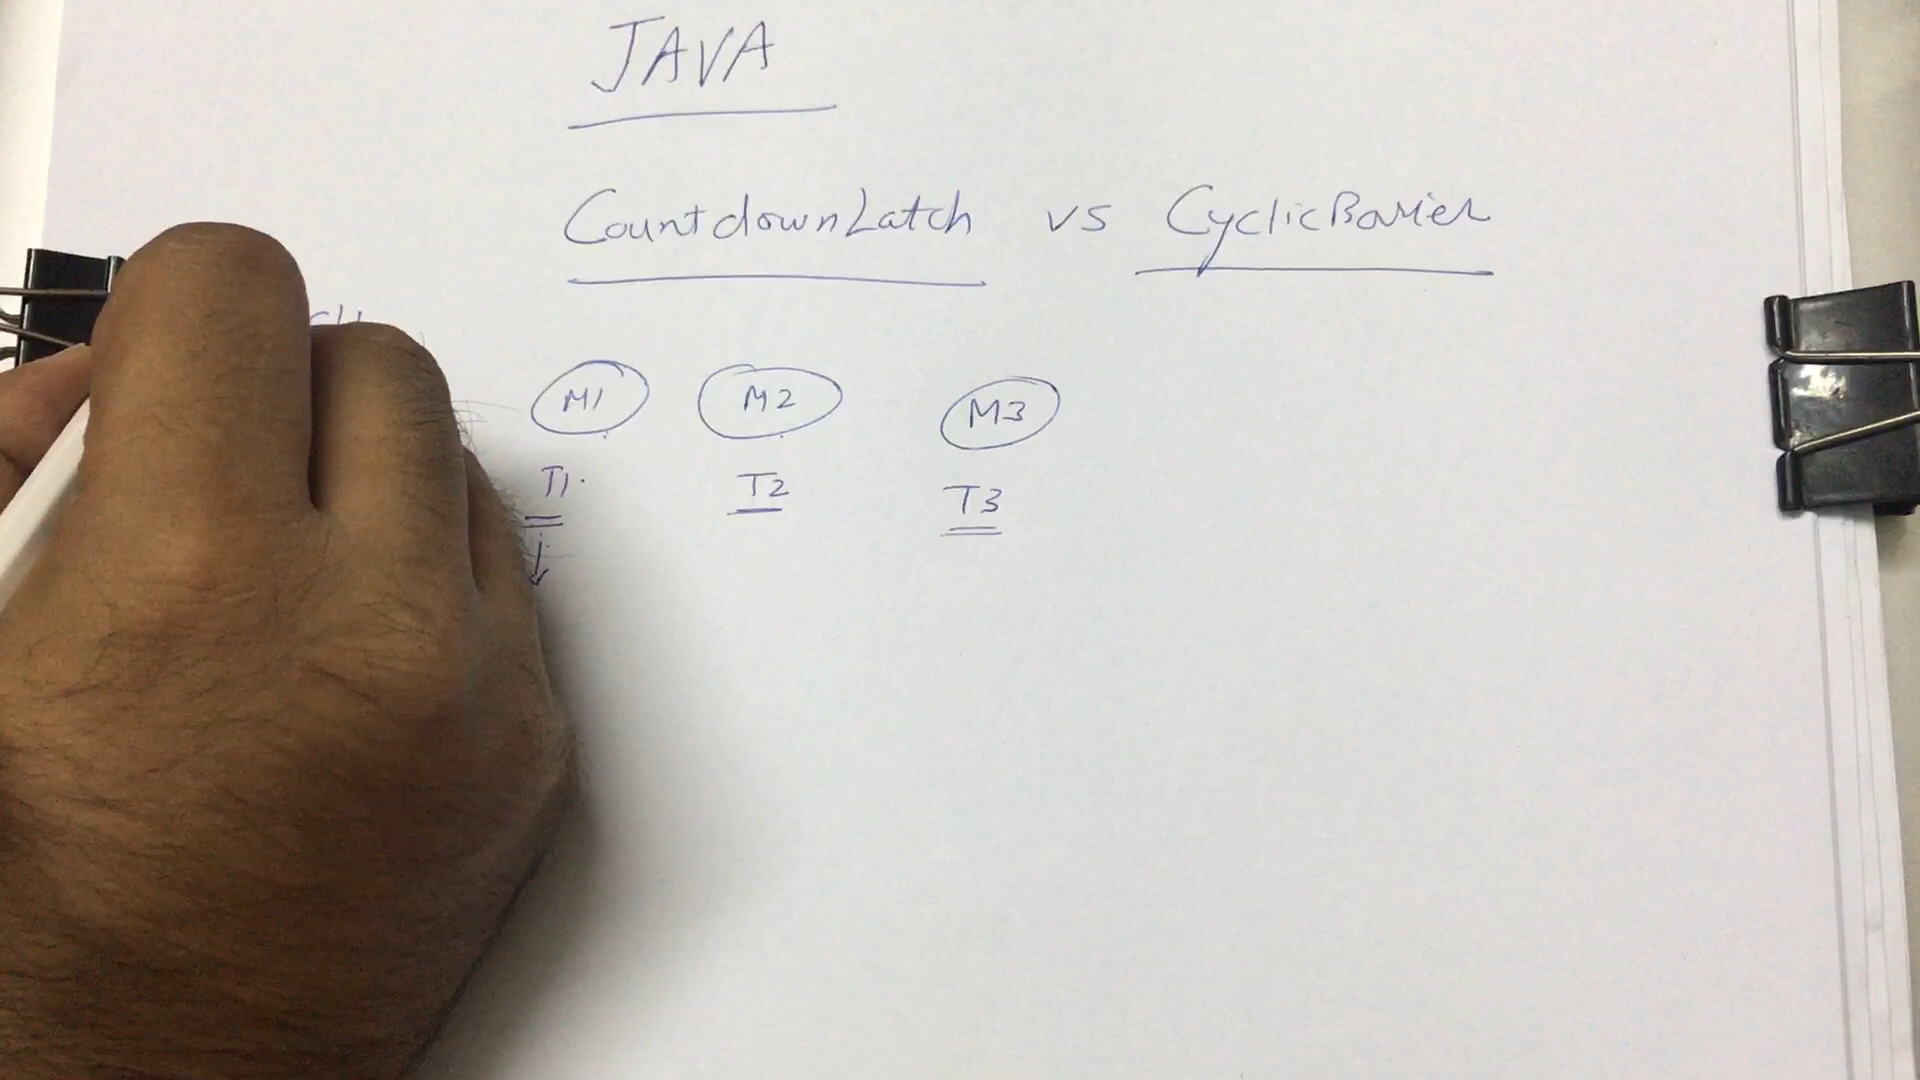 JAVA
CountdownLatch vs CyclicBarrier
M1 M2 M3
T1. T2 T3